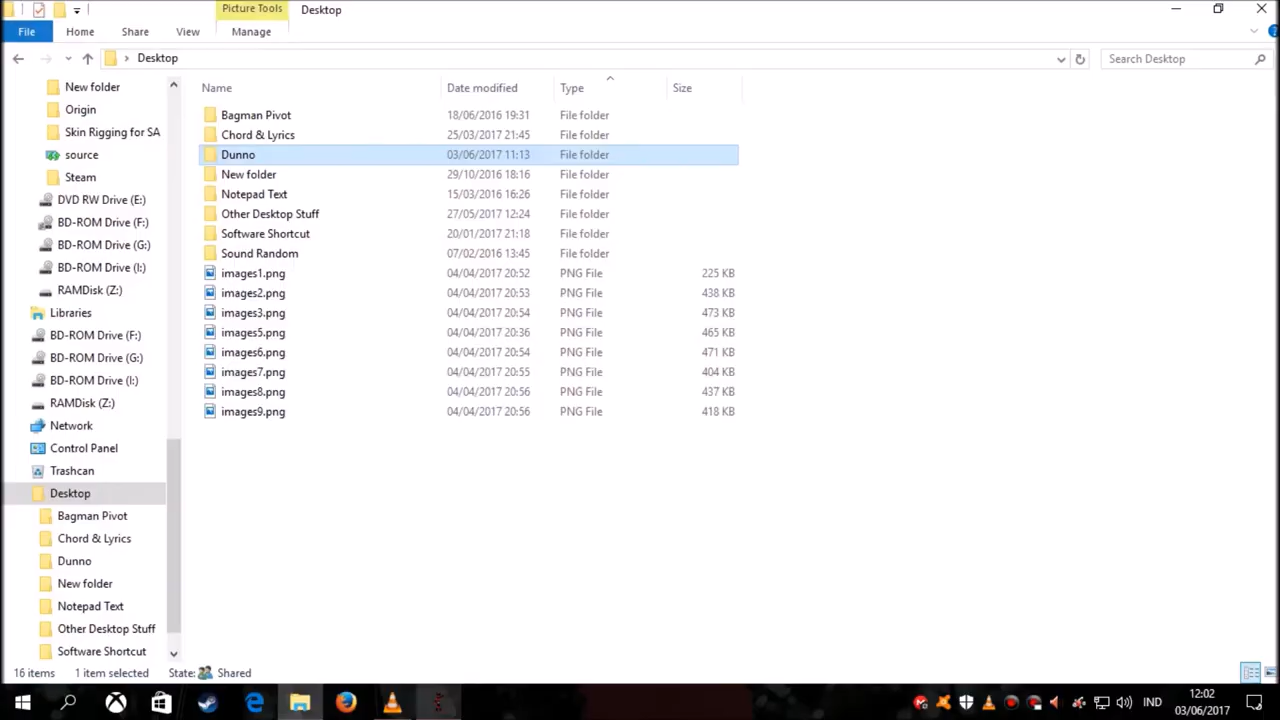 Picture Tools Desktop
File Home Share View Manage
Desktop Search Desktop
New folder
Origin
Skin Rigging for SA
source
Steam
DVD RW Drive (E:)
BD-ROM Drive (F:)
BD-ROM Drive (G:)
BD-ROM Drive (I:)
RAMDisk (Z:)
Libraries
BD-ROM Drive (F:)
BD-ROM Drive (G:)
BD-ROM Drive (I:)
RAMDisk (Z:)
Network
Control Panel
Trashcan
Desktop
Bagman Pivot
Chord & Lyrics
Dunno
New folder
Notepad Text
Other Desktop Stuff
Software Shortcut
Name Date modified Type Size
Bagman Pivot 18/06/2016 19:31 File folder
Chord & Lyrics 25/03/2017 21:45 File folder
Dunno 03/06/2017 11:13 File folder
New folder 29/10/2016 18:16 File folder
Notepad Text 15/03/2016 16:26 File folder
Other Desktop Stuff 27/05/2017 12:24 File folder
Software Shortcut 20/01/2017 21:18 File folder
Sound Random 07/02/2016 13:45 File folder
images1.png 04/04/2017 20:52 PNG File 225 KB
images2.png 04/04/2017 20:53 PNG File 438 KB
images3.png 04/04/2017 20:54 PNG File 473 KB
images5.png 04/04/2017 20:36 PNG File 465 KB
images6.png 04/04/2017 20:54 PNG File 471 KB
images7.png 04/04/2017 20:55 PNG File 404 KB
images8.png 04/04/2017 20:56 PNG File 437 KB
images9.png 04/04/2017 20:56 PNG File 418 KB
16 items 1 item selected State: Shared
IND 12:02
03/06/2017